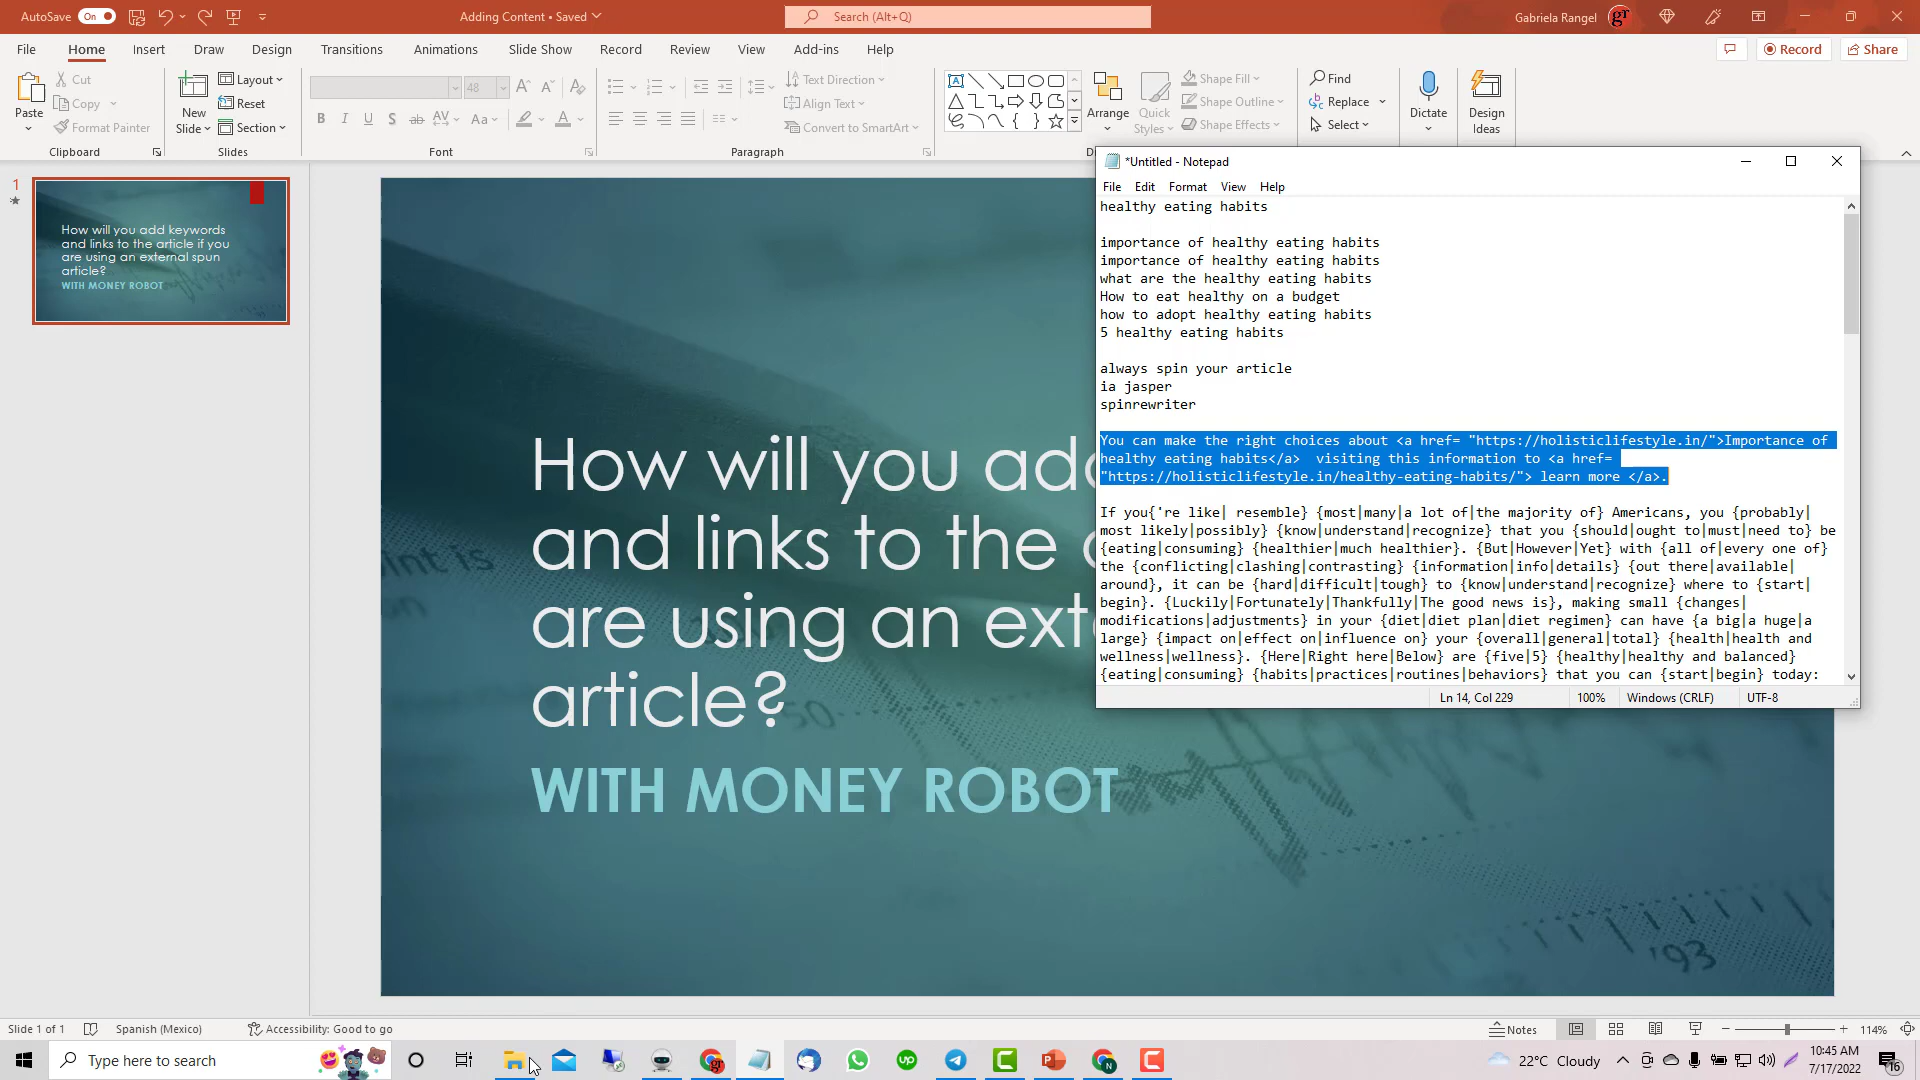 AutoSave On
Adding Content • Saved
Search (Alt+Q)
Gabriela Rangel
File Home Insert Draw Design Transitions Animations Slide Show Record Review View Add-ins Help
Record Share
Paste
Cut
Copy
Format Painter
Clipboard
New Slide
Layout
Reset
Section
Slides
48
Font
Text Direction
Align Text
Convert to SmartArt
Paragraph
Arrange
Quick Styles
Shape Fill
Shape Outline
Shape Effects
Find
Replace
Select
Dictate
Design Ideas
1
How will you add keywords
and links to the article if you
are using an external spun
article?
WITH MONEY ROBOT
How will you
and links to the
are using an ext
article?
WITH MONEY ROBOT
'93
*Untitled - Notepad
File Edit Format View Help
healthy eating habits
importance of healthy eating habits
importance of healthy eating habits
what are the healthy eating habits
How to eat healthy on a budget
how to adopt healthy eating habits
5 healthy eating habits
always spin your article
ia jasper
spinrewriter
You can make the right choices about <a href= "https://holisticlifestyle.in/">Importance of
healthy eating habits</a>  visiting this information to <a href=
"https://holisticlifestyle.in/healthy-eating-habits/"> learn more </a>.
If you{'re like| resemble} {most|many|a lot of|the majority of} Americans, you {probably|
most likely|possibly} {know|understand|recognize} that you {should|ought to|must|need to} be
{eating|consuming} {healthier|much healthier}. {But|However|Yet} with {all of|every one of}
the {conflicting|clashing|contrasting} {information|info|details} {out there|available|
around}, it can be {hard|difficult|tough} to {know|understand|recognize} where to {start|
begin}. {Luckily|Fortunately|Thankfully|The good news is}, making small {changes|
modifications|adjustments} in your {diet|diet plan|diet regimen} can have {a big|a huge|a
large} {impact on|effect on|influence on} your {overall|general|total} {health|health and
wellness|wellness}. {Here|Right here|Below} are {five|5} {healthy|healthy and balanced}
{eating|consuming} {habits|practices|routines|behaviors} that you can {start|begin} today:
Ln 14, Col 229 100% Windows (CRLF) UTF-8
Slide 1 of 1 Spanish (Mexico) Accessibility: Good to go
Notes 114%
Type here to search
22°C Cloudy
10:45 AM
7/17/2022
16